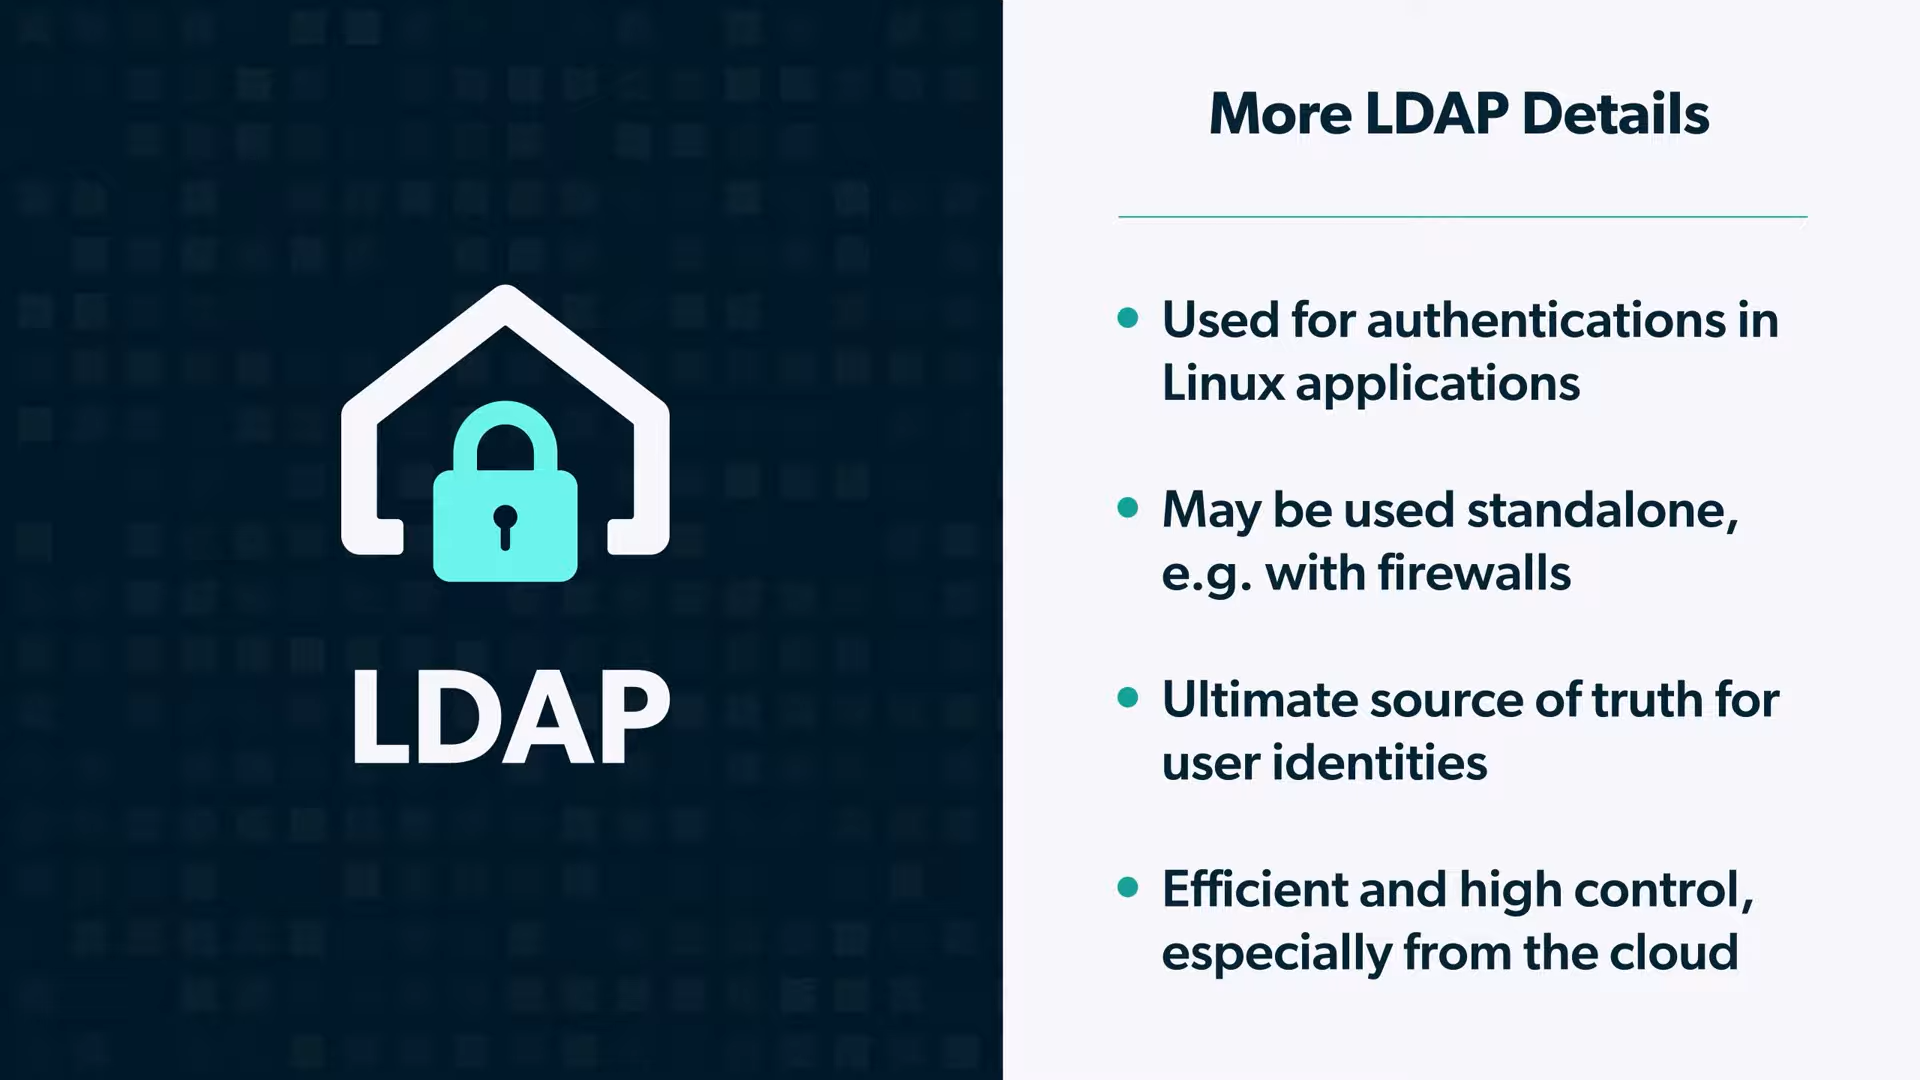 LDAP
More LDAP Details
Used for authentications in
Linux applications
May be used standalone,
e.g. with firewalls
Ultimate source of truth for
user identities
Efficient and high control,
especially from the cloud